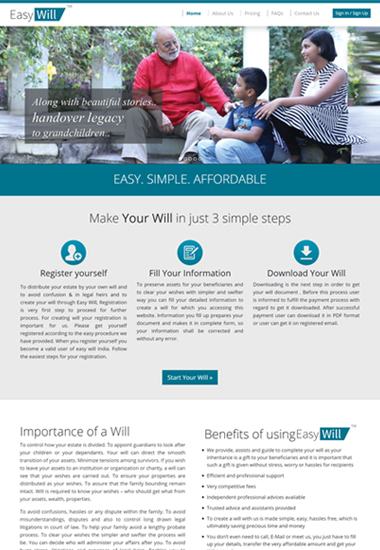 EasyWill™
Home
About Us
Pricing
FAQs
Contact Us
Sign In / Sign Up
Along with beautiful stories..
handover legacy
to grandchildren..
EASY. SIMPLE. AFFORDABLE
Make Your Will in just 3 simple steps
Register yourself
To distribute your estate by your own will and
to avoid confusion & in legal heirs and to
create your will through Easy Will, Registration
is very first step to proceed for further
process. For creating will your registration is
important for us. Please get yourself
registered according to the easy procedure we
have provided. When you register yourself you
become a valid user of easy will India. Follow
the easiest steps for your registration.
Fill Your Information
To preserve assets for your beneficiaries and
to clear your wishes with simpler and swifter
way you can fill your detailed information to
create a will for which you accessing this
website. Information you fill up prepares your
document and makes it in complete form, so
your information shall be corrected and
without any error.
Download Your Will
Downloading is the next step in order to get
your will document . Before this process user
is informed to fulfill the payment process with
regard to get it downloaded. After successful
payment user can download it in PDF format
or user can get it on registered email.
Start Your Will »
Importance of a Will
To control how your estate is divided. To appoint guardians to look after
your children or your dependants. Your will can direct the smooth
transition of your assets. Minimize tensions among survivors. If you wish
to leave your assets to an institution or organization or charity, a will can
see that your wishes are carried out. To ensure your properties are
distributed as your wishes. To assure that the family bounding remain
intact. Will is required to know your wishes – who should get what from
your assets, wealth, properties.
To avoid confusions, hassles or any dispute within the family. To avoid
misunderstandings, disputes and also to control long drawn legal
litigations in court of law. To help your family avoid a lengthy probate
process. To clear your wishes the simpler and swifter the process will
be. You can decide who will administer your affairs after you. To avoid
Benefits of using EasyWill™
We provide, assists and guide to complete your will as your
inheritance is a gift to your beneficiaries and it is important that
such a gift is given without stress, worry or hassles for recipients
Efficient and professional support
Very competitive fees
Independent professional advices available
Trusted advice and assistants provided
To create a will with us is made simple, easy, hassles free, which is
ultimately saving precious time and money
You don't even need to call, E-Mail or meet us, you just have to fill
up your details, transfer the very affordable amount and get your